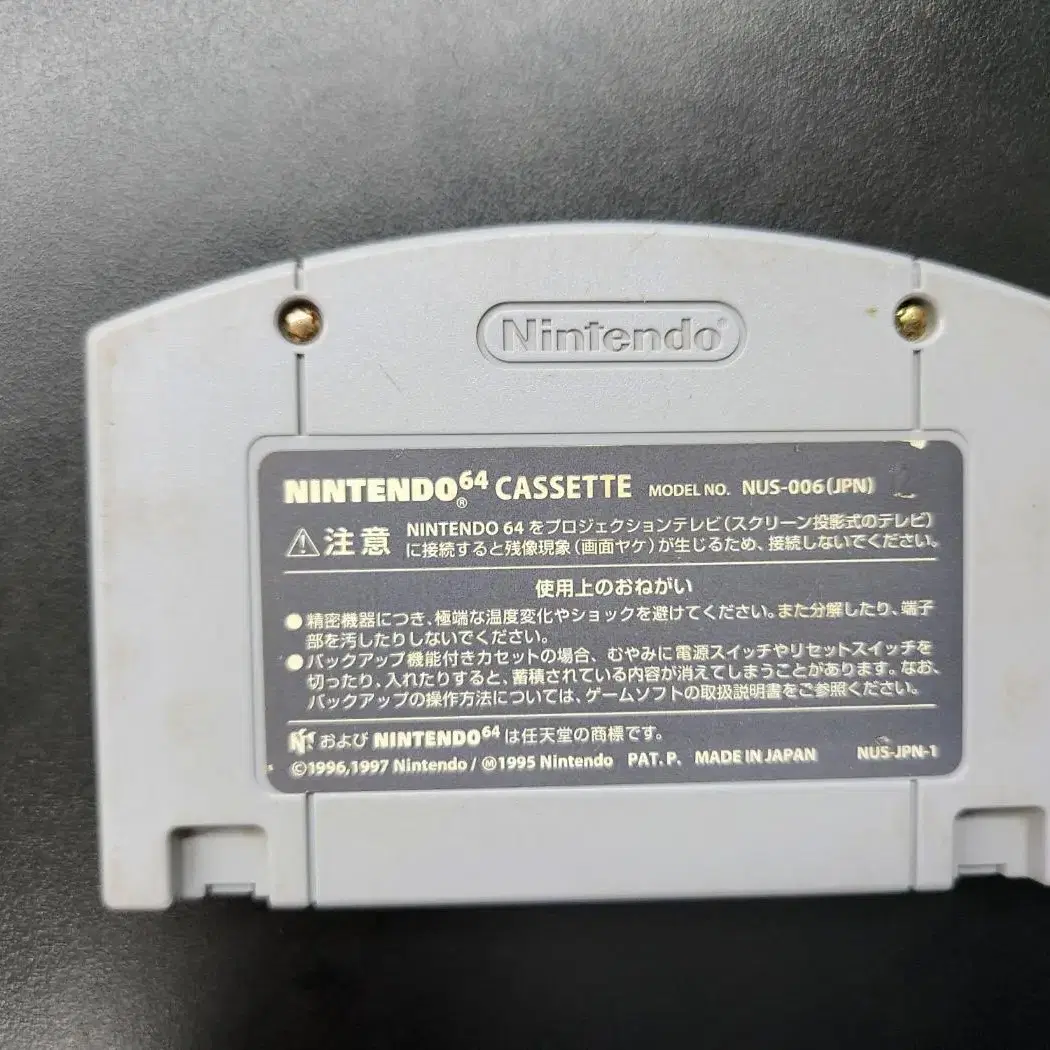 Nintendo®
NINTENDO64® CASSETTE MODEL NO. NUS-006(JPN)
注意 NINTENDO 64 をプロジェクションテレビ(スクリーン投影式のテレビ)
に接続すると残像現象(画面ヤケ)が生じるため、接続しないでください。
使用上のおねがい
●精密機器につき、極端な温度変化やショックを避けてください。また分解したり、端子
部を汚したりしないでください。
●バックアップ機能付きカセットの場合、むやみに電源スイッチやリセットスイッチを
切ったり、入れたりすると、蓄積されている内容が消えてしまうことがあります。なお、
バックアップの操作方法については、ゲームソフトの取扱説明書をご参照ください。
および NINTENDO64 は任天堂の商標です。
©1996,1997 Nintendo / Ⓜ1995 Nintendo PAT. P. MADE IN JAPAN NUS-JPN-1